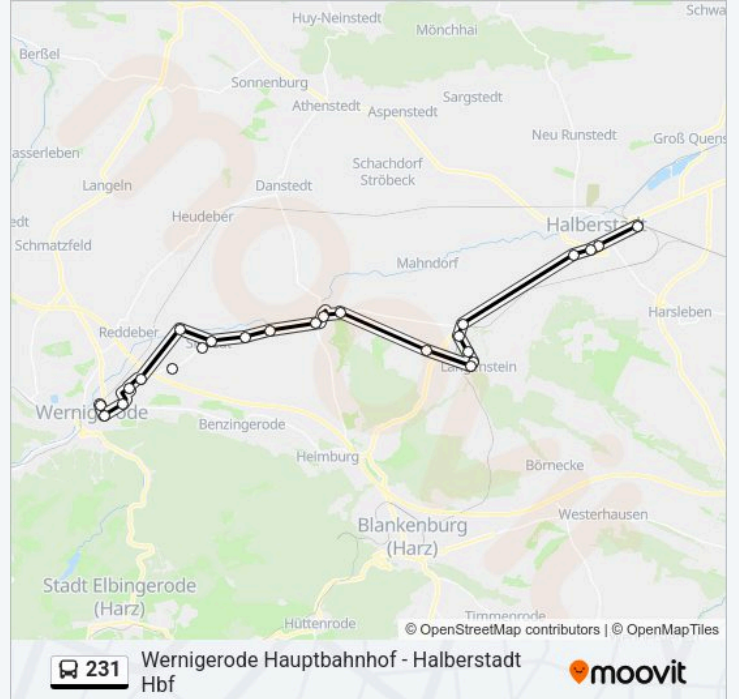 Schwa
Huy-Neinstedt
Mönchhai
Berßel
Sonnenburg
Sargstedt
Athenstedt
Aspenstedt
Neu Runstedt
Groß Quens
asserleben
Schachdorf
Ströbeck
Langeln
Danstedt
Heudeber
edt
Halberstadt
Schmatzfeld
Mahndorf
Harsleben
Reddeber
Langenstein
Wernigerode
Benzingerode
Heimburg
Börnecke
Westerhausen
Blankenburg
(Harz)
Stadt Elbingerode
(Harz)
Timmenrode
Hüttenrode
© OpenStreetMap contributors | © OpenMapTiles
231
Wernigerode Hauptbahnhof - Halberstadt
Hbf
moovit